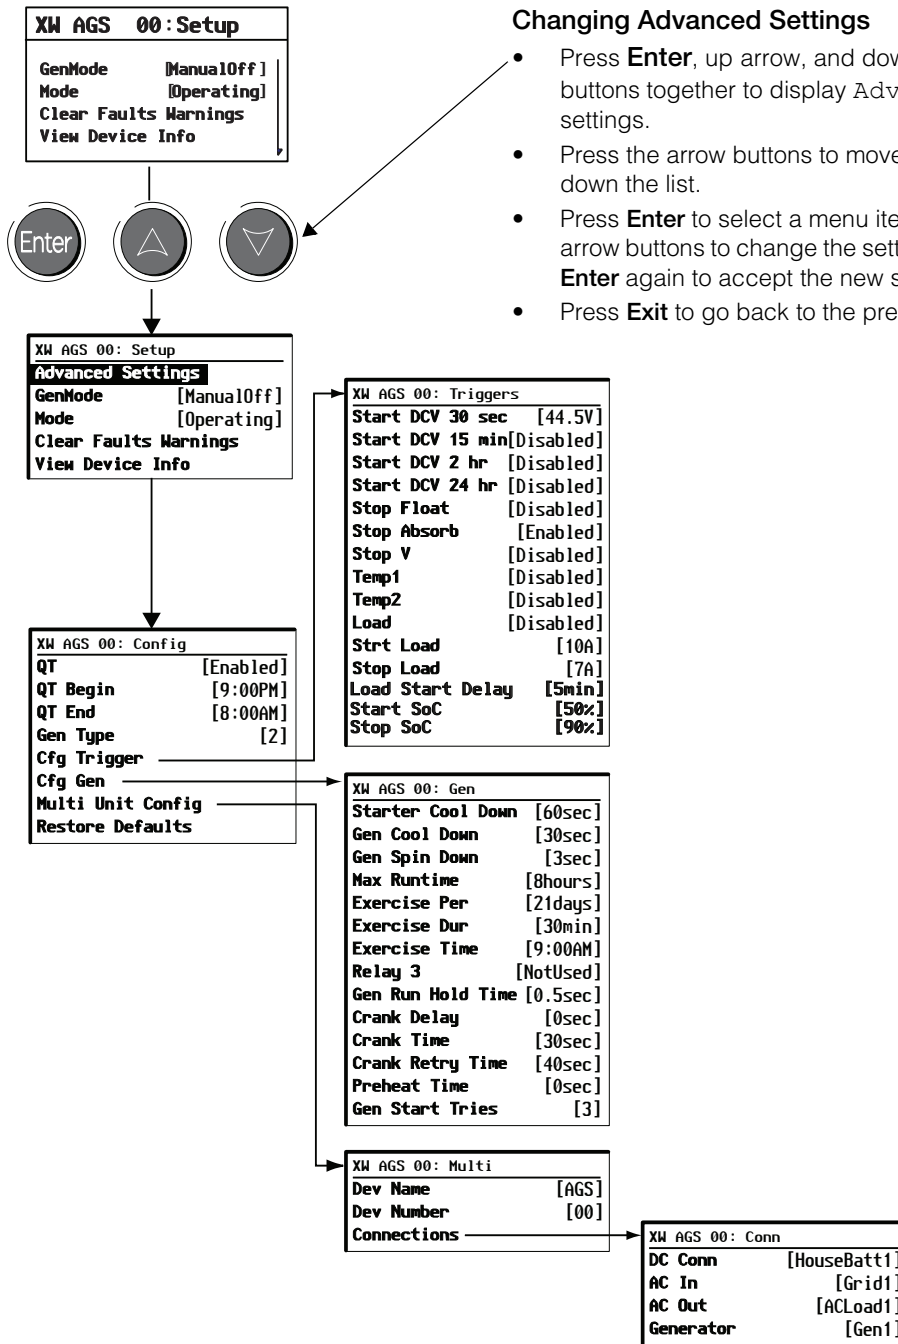 XW AGS 00:Setup
GenMode [ManualOff]
Mode [Operating]
Clear Faults Warnings
View Device Info
Enter
Changing Advanced Settings
• Press Enter, up arrow, and
buttons together to display
settings.
• Press the arrow buttons to move
down the list.
• Press Enter to select a menu
arrow buttons to change the
Enter again to accept the new
• Press Exit to go back to the
XW AGS 00: Setup
Advanced Settings
GenMode [ManualOff]
Mode [Operating]
Clear Faults Warnings
View Device Info
XW AGS 00: Triggers
Start DCV 30 sec [44.5V]
Start DCV 15 min[Disabled]
Start DCV 2 hr [Disabled]
Start DCV 24 hr [Disabled]
Stop Float [Disabled]
Stop Absorb [Enabled]
Stop V [Disabled]
Temp1 [Disabled]
Temp2 [Disabled]
Load [Disabled]
Strt Load [10A]
Stop Load [7A]
Load Start Delay [5min]
Start SoC [50%]
Stop SoC [90%]
XW AGS 00: Config
QT [Enabled]
QT Begin [9:00PM]
QT End [8:00AM]
Gen Type [2]
Cfg Trigger
Cfg Gen
Multi Unit Config
Restore Defaults
XW AGS 00: Gen
Starter Cool Down [60sec]
Gen Cool Down [30sec]
Gen Spin Down [3sec]
Max Runtime [8hours]
Exercise Per [21days]
Exercise Dur [30min]
Exercise Time [9:00AM]
Relay 3 [NotUsed]
Gen Run Hold Time [0.5sec]
Crank Delay [0sec]
Crank Time [30sec]
Crank Retry Time [40sec]
Preheat Time [0sec]
Gen Start Tries [3]
XW AGS 00: Multi
Dev Name [AGS]
Dev Number [00]
Connections
XW AGS 00: Conn
DC Conn [HouseBatt1]
AC In [Grid1]
AC Out [ACLoad1]
Generator [Gen1]